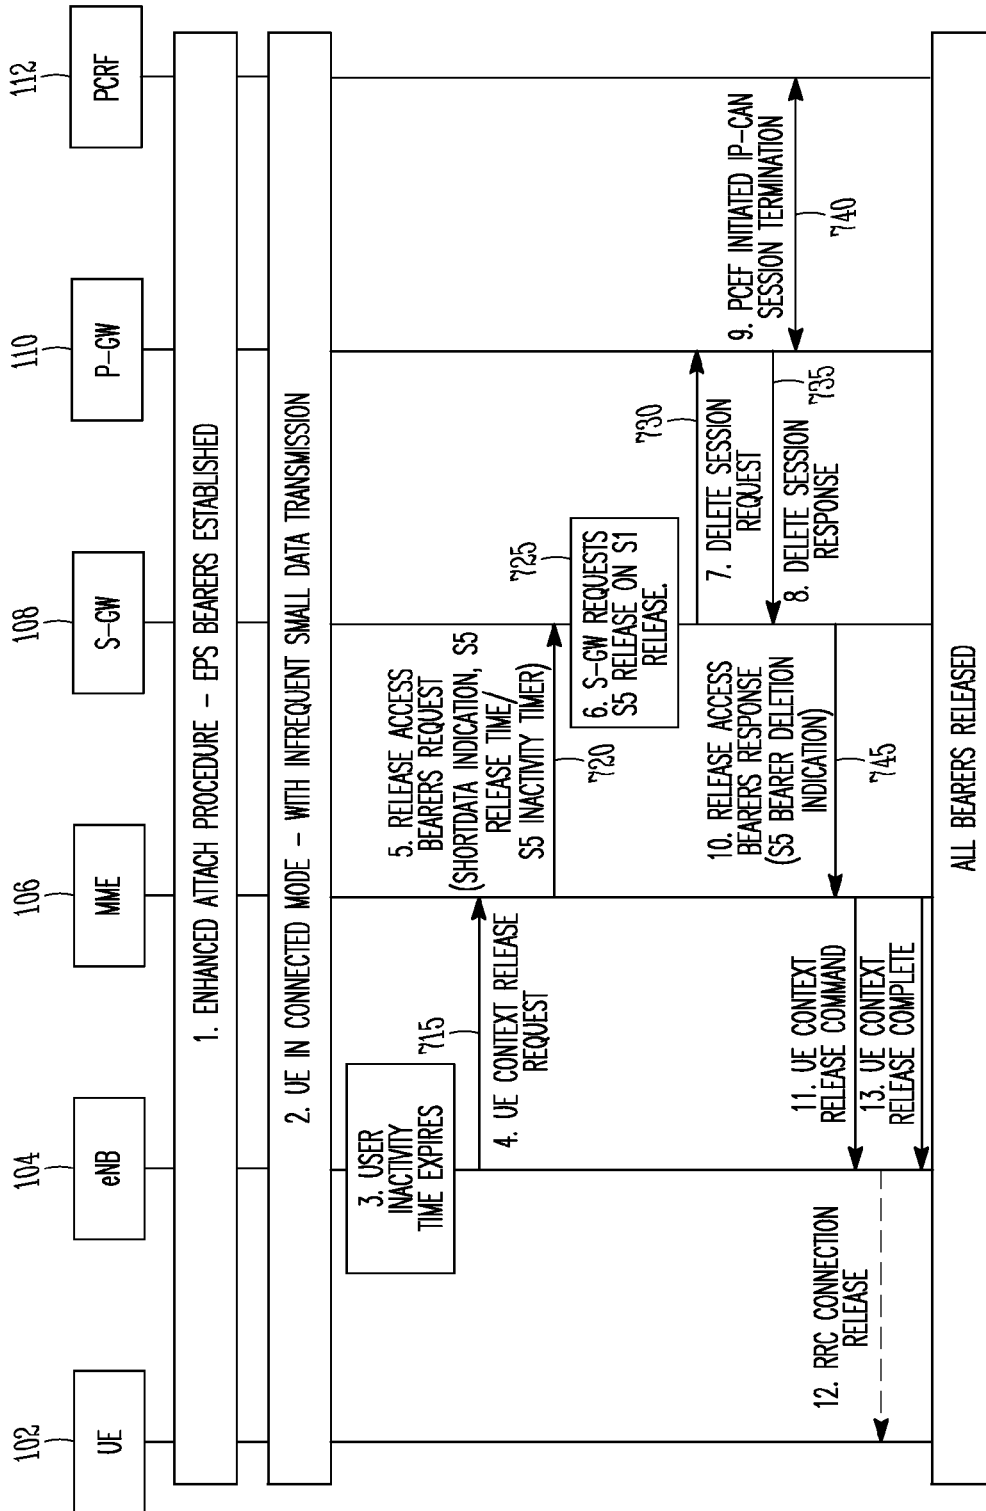 102
104
106
108
110
112
UE
eNB
MME
S-GW
P-GW
PCRF
1. ENHANCED ATTACH PROCEDURE - EPS BEARERS ESTABLISHED
2. UE IN CONNECTED MODE - WITH INFREQUENT SMALL DATA TRANSMISSION
3. USER
INACTIVITY
TIME EXPIRES
715
4. UE CONTEXT RELEASE
REQUEST
5. RELEASE ACCESS
BEARERS REQUEST
(SHORTDATA INDICATION, S5
RELEASE TIME/
S5 INACTIVITY TIMER)
720
725
6. S-GW REQUESTS
S5 RELEASE ON S1
RELEASE.
730
7. DELETE SESSION
REQUEST
735
8. DELETE SESSION
RESPONSE
9. PCEF INITIATED IP-CAN
SESSION TERMINATION
740
10. RELEASE ACCESS
BEARERS RESPONSE
(S5 BEARER DELETION
INDICATION)
745
11. UE CONTEXT
RELEASE COMMAND
13. UE CONTEXT
RELEASE COMPLETE
12. RRC CONNECTION
RELEASE
ALL BEARERS RELEASED